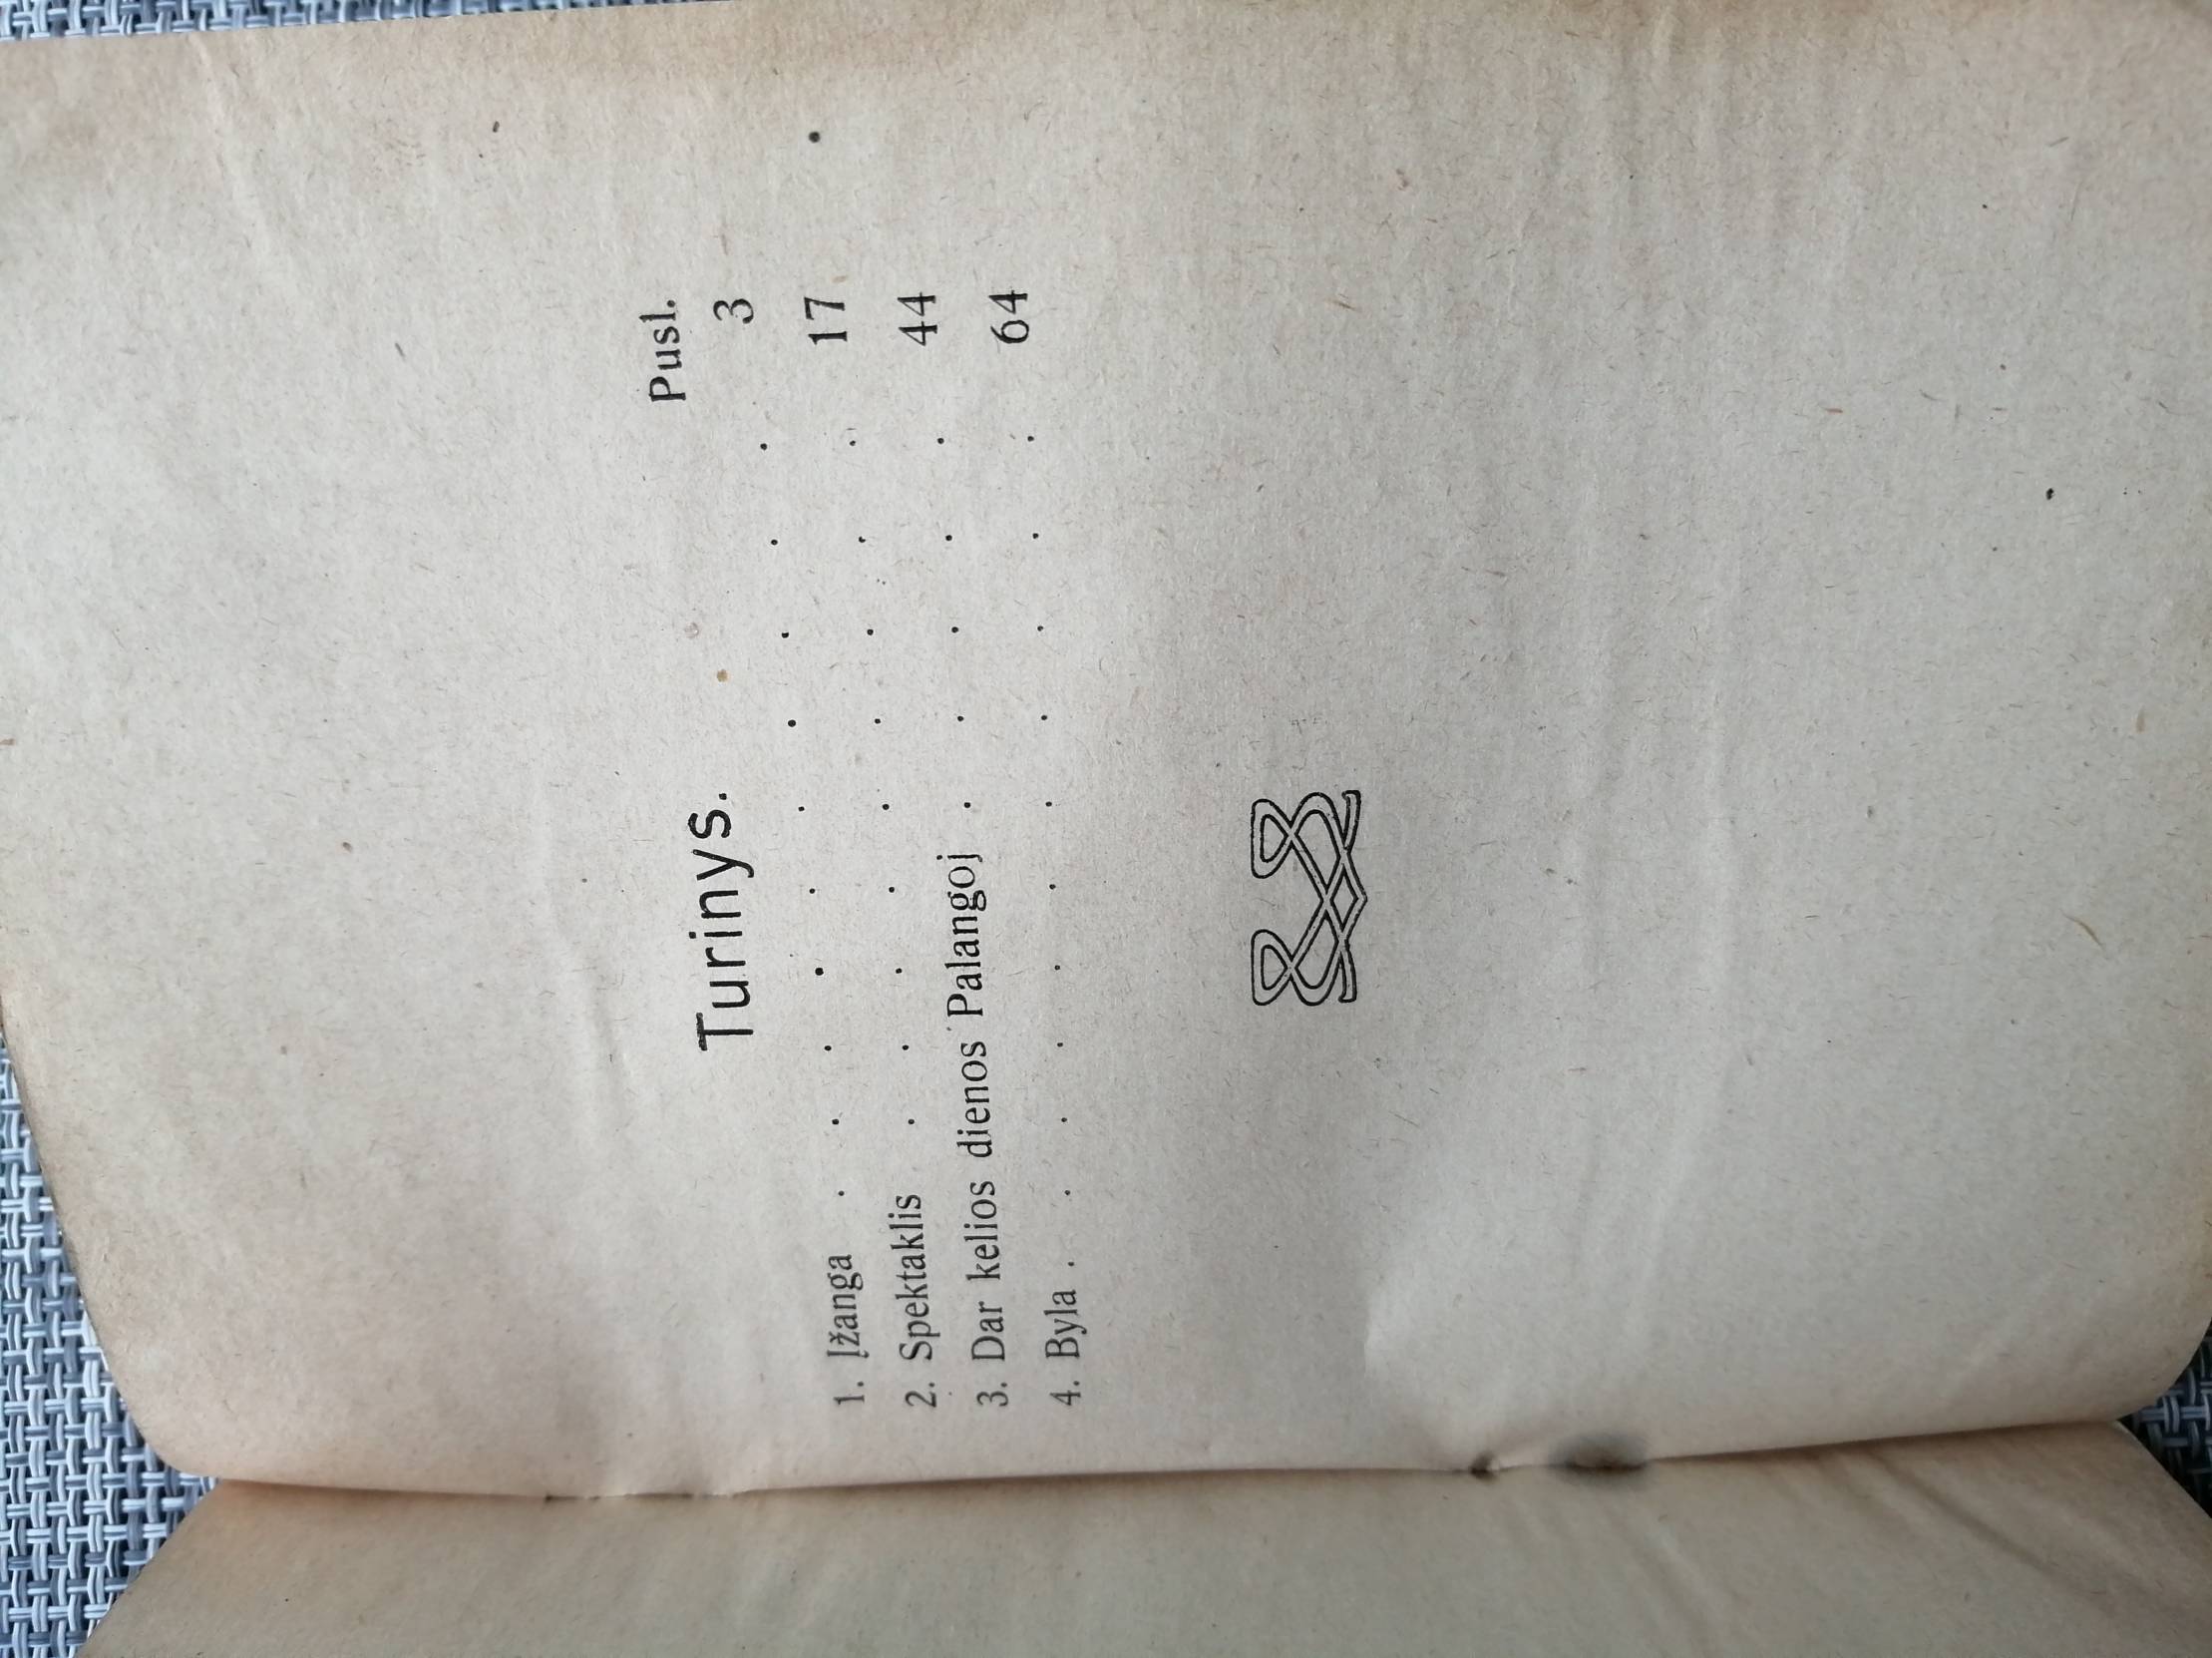 Turinys.
Pusl.
1. Įžanga . . . . . . . . . . 3
2. Spektaklis . . . . . . . . . 17
3. Dar kelios dienos Palangoj . . . . . 44
4. Byla . . . . . . . . . . . 64